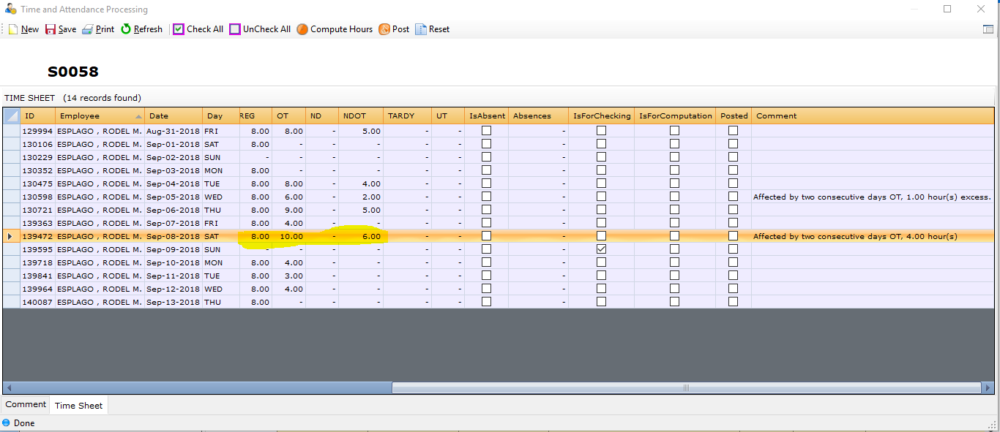 Time and Attendance Processing
New Save Print Refresh Check All UnCheck All Compute Hours Post Reset
S0058
TIME SHEET (14 records found)
ID Employee Date Day REG OT ND NDOT TARDY UT IsAbsent Absences IsForChecking IsForComputation Posted Comment
129994 ESPLAGO , RODEL M. Aug-31-2018 FRI 8.00 8.00 - 5.00 - - -
130106 ESPLAGO , RODEL M. Sep-01-2018 SAT 8.00 - - - - - -
130229 ESPLAGO , RODEL M. Sep-02-2018 SUN - - - - - - -
130352 ESPLAGO , RODEL M. Sep-03-2018 MON 8.00 - - - - - -
130475 ESPLAGO , RODEL M. Sep-04-2018 TUE 8.00 8.00 - 4.00 - - -
130598 ESPLAGO , RODEL M. Sep-05-2018 WED 8.00 6.00 - 2.00 - - - Affected by two consecutive days OT, 1.00 hour(s) excess.
130721 ESPLAGO , RODEL M. Sep-06-2018 THU 8.00 9.00 - 5.00 - - -
139363 ESPLAGO , RODEL M. Sep-07-2018 FRI 8.00 4.00 - - - - -
139472 ESPLAGO , RODEL M. Sep-08-2018 SAT 8.00 10.00 - 6.00 - - - Affected by two consecutive days OT, 4.00 hour(s)
139595 ESPLAGO , RODEL M. Sep-09-2018 SUN - - - - - - -
139718 ESPLAGO , RODEL M. Sep-10-2018 MON 8.00 4.00 - - - - -
139841 ESPLAGO , RODEL M. Sep-11-2018 TUE 8.00 3.00 - - - - -
139964 ESPLAGO , RODEL M. Sep-12-2018 WED 8.00 4.00 - - - - -
140087 ESPLAGO , RODEL M. Sep-13-2018 THU 8.00 - - - - - -
Comment Time Sheet
Done